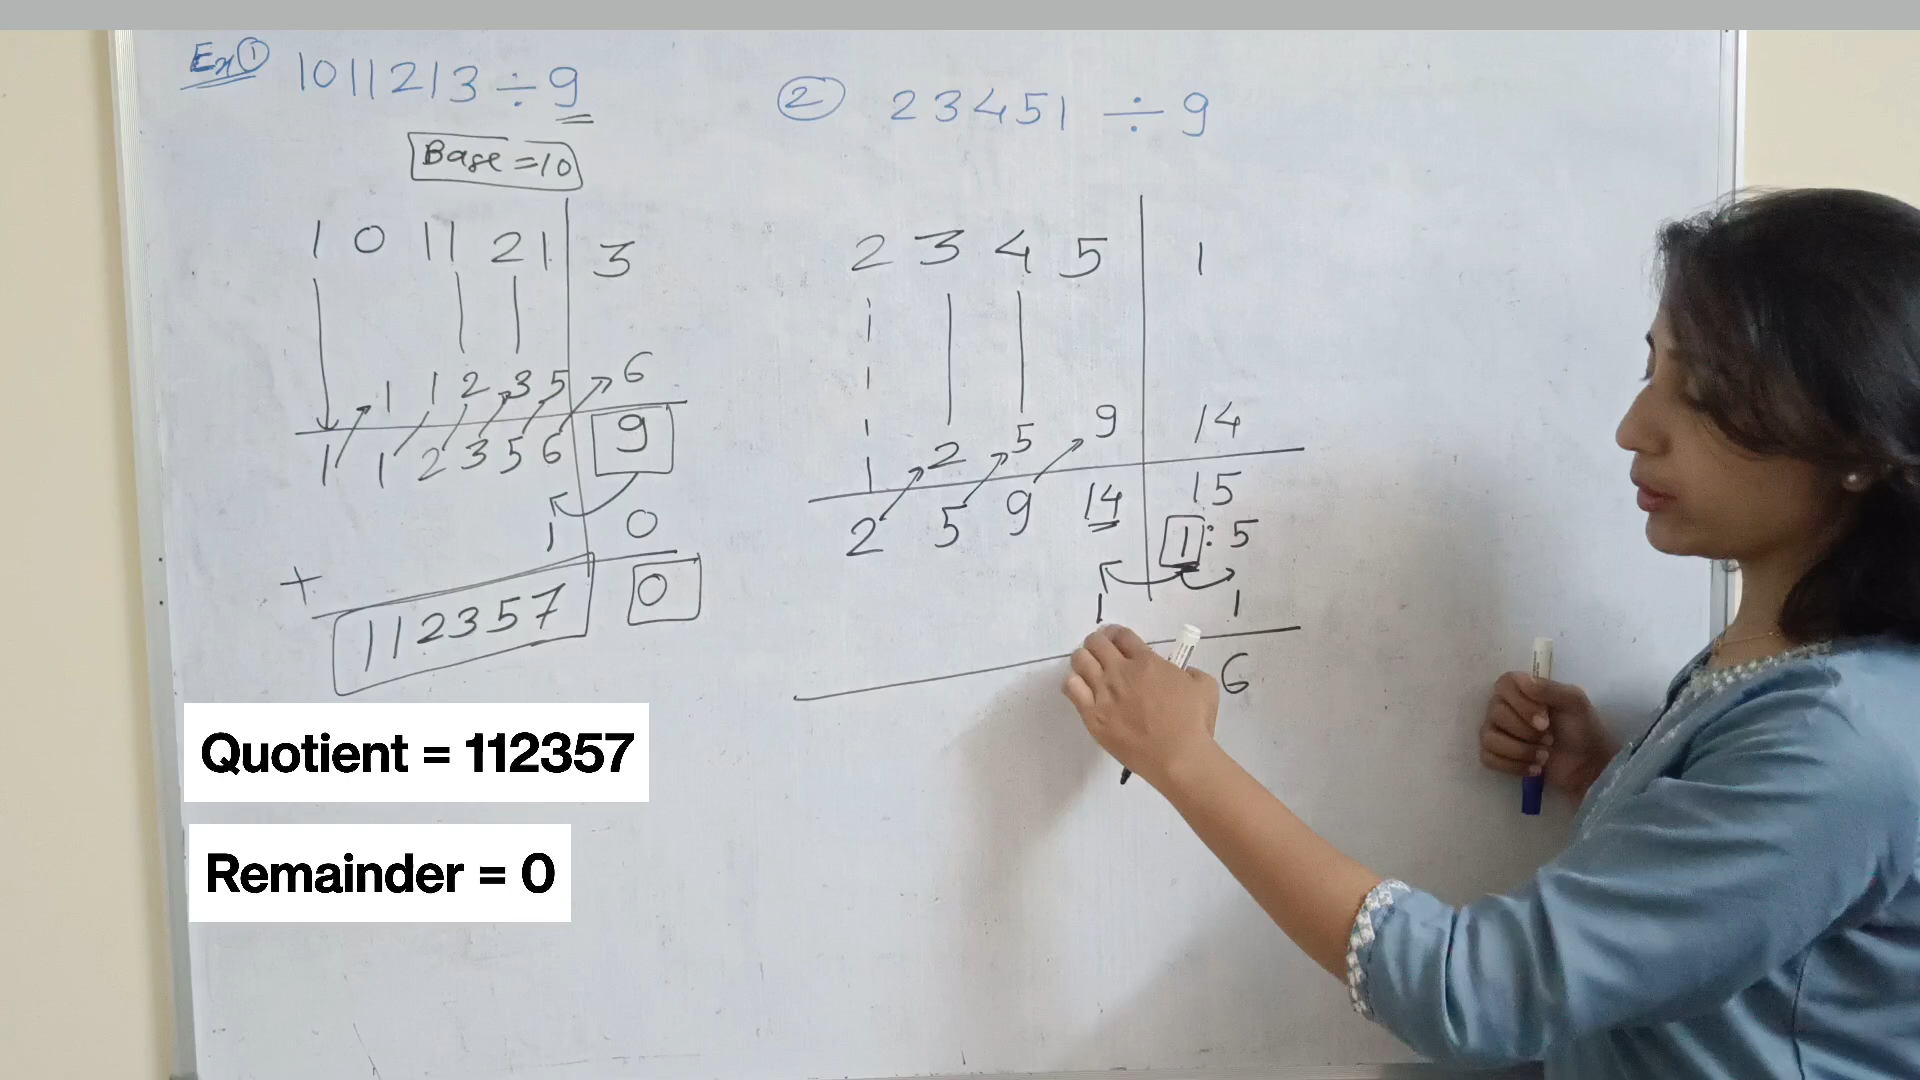 Ex ① 1011213 ÷ 9
Base = 10
1 0 1 1 2 1 3
1 1 2 3 5 6
1 1 2 3 5 6 9
1 0
+
112357 0
Quotient = 112357
Remainder = 0
② 23451 ÷ 9
2 3 4 5 1
2 5 9 14
2 5 9 14 15
1 : 5
1 1
6